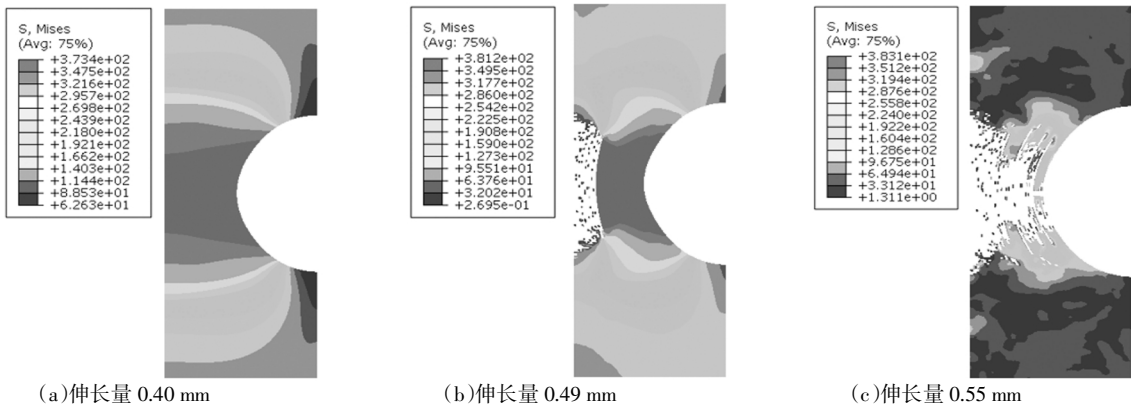 S, Mises
(Avg: 75%)
+3.734e+02
+3.475e+02
+3.216e+02
+2.957e+02
+2.698e+02
+2.439e+02
+2.180e+02
+1.921e+02
+1.662e+02
+1.403e+02
+1.144e+02
+8.853e+01
+6.263e+01
(a)伸长量 0.40 mm
S, Mises
(Avg: 75%)
+3.812e+02
+3.495e+02
+3.177e+02
+2.860e+02
+2.542e+02
+2.225e+02
+1.908e+02
+1.590e+02
+1.273e+02
+9.551e+01
+6.376e+01
+3.202e+01
+2.695e-01
(b)伸长量 0.49 mm
S, Mises
(Avg: 75%)
+3.831e+02
+3.512e+02
+3.194e+02
+2.876e+02
+2.558e+02
+2.240e+02
+1.922e+02
+1.604e+02
+1.286e+02
+9.675e+01
+6.494e+01
+3.312e+01
+1.311e+00
(c)伸长量 0.55 mm